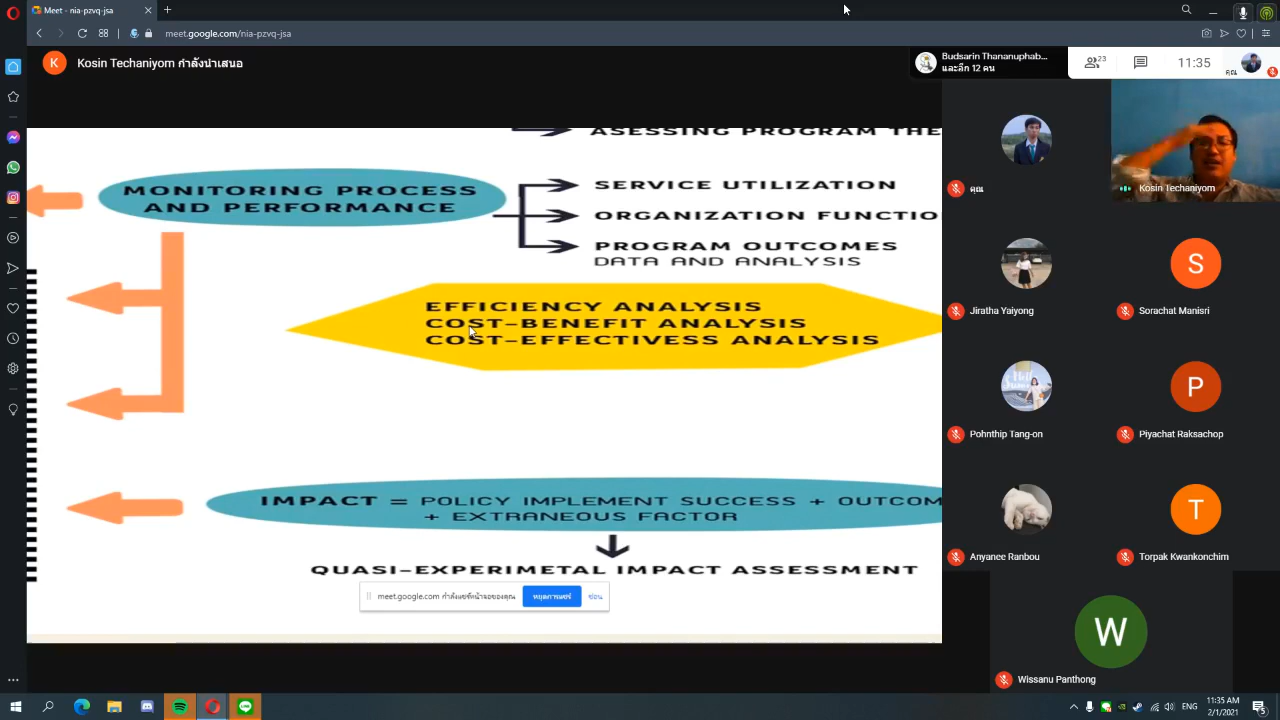 Meet - nia-pzvq-jsa
meet.google.com/nia-pzvq-jsa
K
Kosin Techaniyom กำลังนำเสนอ
Budsarin Thananuphab...
และอีก 12 คน
23
11:35
คุณ
ASESSING PROGRAM THE
MONITORING PROCESS
AND PERFORMANCE
SERVICE UTILIZATION
ORGANIZATION FUNCTIO
PROGRAM OUTCOMES
DATA AND ANALYSIS
EFFICIENCY ANALYSIS
COST-BENEFIT ANALYSIS
COST-EFFECTIVESS ANALYSIS
IMPACT = POLICY IMPLEMENT SUCCESS + OUTCOM
+ EXTRANEOUS FACTOR
QUASI-EXPERIMETAL IMPACT ASSESSMENT
meet.google.com กำลังแชร์หน้าจอของคุณ
หยุดการแชร์
ซ่อน
คุณ
Kosin Techaniyom
Jiratha Yaiyong
S
Sorachat Manisri
Pohnthip Tang-on
P
Piyachat Raksachop
Anyanee Ranbou
T
Torpak Kwankonchim
W
Wissanu Panthong
ENG
11:35 AM
2/1/2021